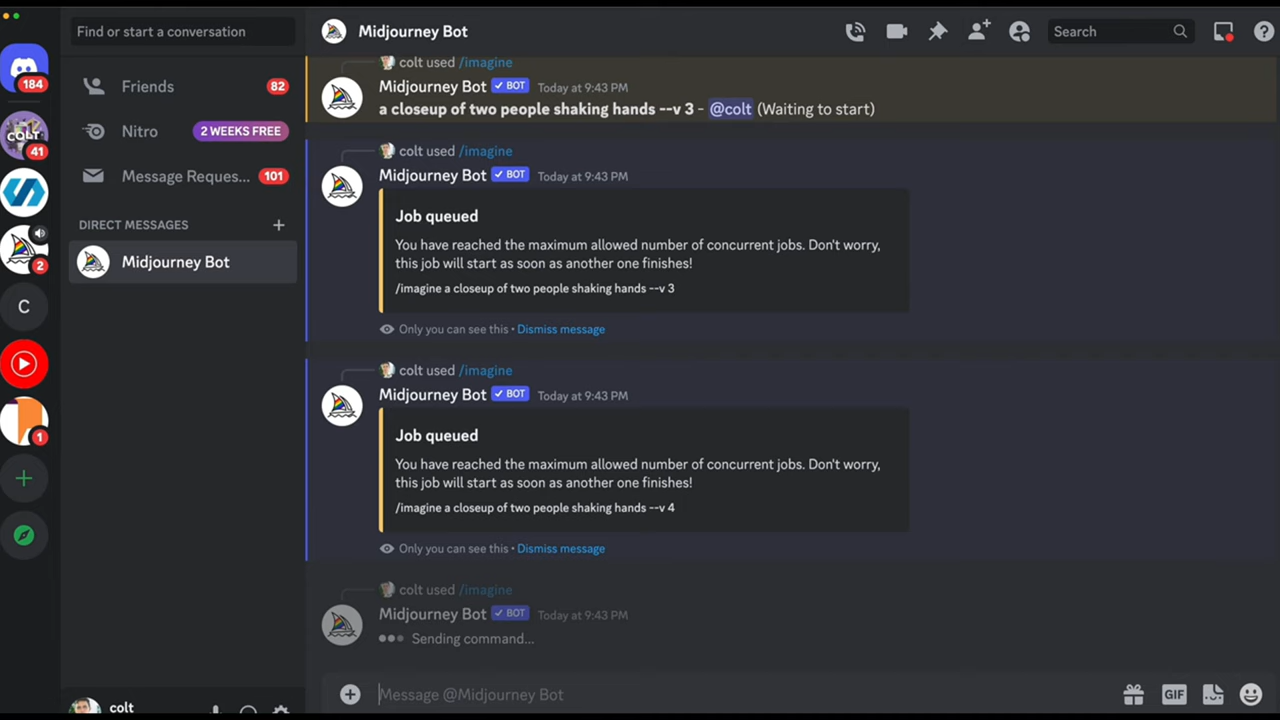 Find or start a conversation
Midjourney Bot
Search
184
Friends
82
COLT
41
Nitro
2 WEEKS FREE
Message Reques...
101
DIRECT MESSAGES
2
Midjourney Bot
C
1
colt
colt used /imagine
Midjourney Bot BOT Today at 9:43 PM
a closeup of two people shaking hands --v 3 - @colt (Waiting to start)
colt used /imagine
Midjourney Bot BOT Today at 9:43 PM
Job queued
You have reached the maximum allowed number of concurrent jobs. Don't worry,
this job will start as soon as another one finishes!
/imagine a closeup of two people shaking hands --v 3
Only you can see this • Dismiss message
colt used /imagine
Midjourney Bot BOT Today at 9:43 PM
Job queued
You have reached the maximum allowed number of concurrent jobs. Don't worry,
this job will start as soon as another one finishes!
/imagine a closeup of two people shaking hands --v 4
Only you can see this • Dismiss message
colt used /imagine
Midjourney Bot BOT Today at 9:43 PM
Sending command...
Message @Midjourney Bot
GIF